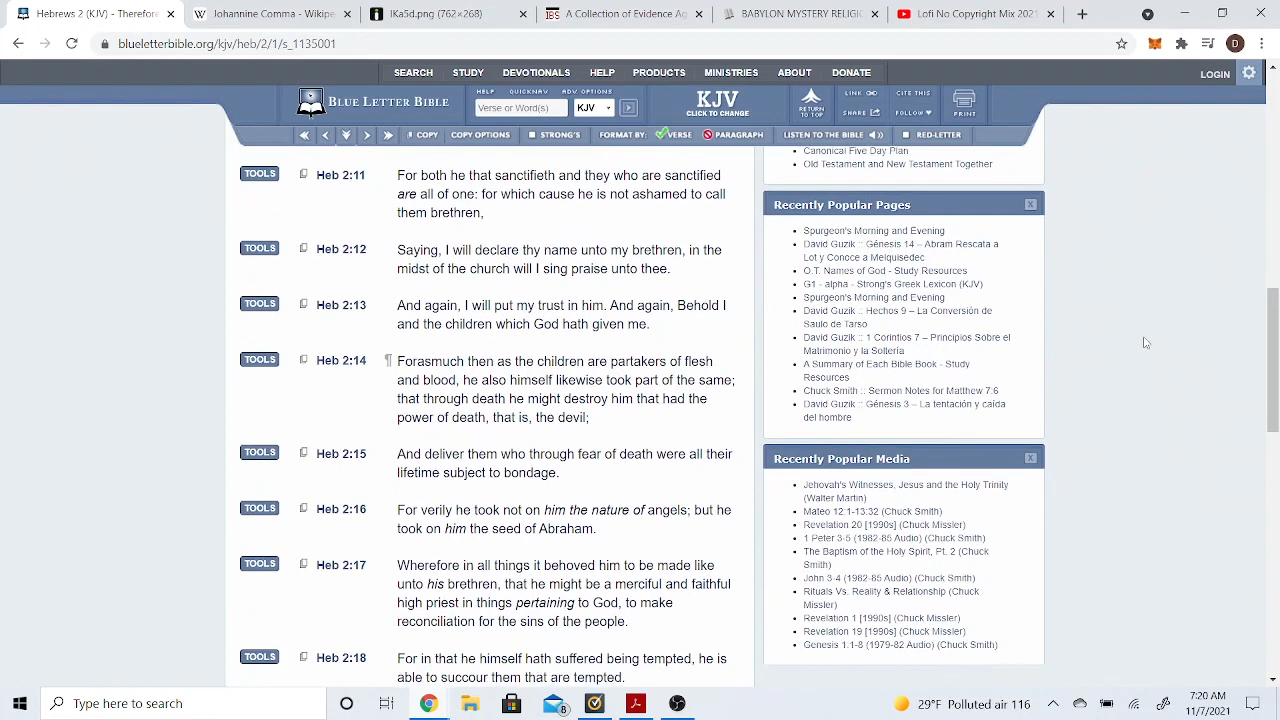 Hebrews 2 (KJV) - Therefore
Johannine Comma - Wikipe
IKa5d.png (762×268)
A Collection of Evidence Ag
BABYLON MYSTERY RELIGI
Lofi No Copyright Mix 2021
blueletterbible.org/kjv/heb/2/1/s_1135001
SEARCH STUDY DEVOTIONALS HELP PRODUCTS MINISTRIES ABOUT DONATE
LOGIN
BLUE LETTER BIBLE
HELP QUICKNAV ADV. OPTIONS
Verse or Word(s) KJV
KJV
CLICK TO CHANGE
RETURN TO TOP
LINK CITE THIS
SHARE FOLLOW
PRINT
COPY COPY OPTIONS STRONG'S FORMAT BY: VERSE PARAGRAPH LISTEN TO THE BIBLE RED-LETTER
TOOLS Heb 2:11 For both he that sanctifieth and they who are sanctified
are all of one: for which cause he is not ashamed to call
them brethren,
TOOLS Heb 2:12 Saying, I will declare thy name unto my brethren, in the
midst of the church will I sing praise unto thee.
TOOLS Heb 2:13 And again, I will put my trust in him. And again, Behold I
and the children which God hath given me.
TOOLS Heb 2:14 ¶ Forasmuch then as the children are partakers of flesh
and blood, he also himself likewise took part of the same;
that through death he might destroy him that had the
power of death, that is, the devil;
TOOLS Heb 2:15 And deliver them who through fear of death were all their
lifetime subject to bondage.
TOOLS Heb 2:16 For verily he took not on him the nature of angels; but he
took on him the seed of Abraham.
TOOLS Heb 2:17 Wherefore in all things it behoved him to be made like
unto his brethren, that he might be a merciful and faithful
high priest in things pertaining to God, to make
reconciliation for the sins of the people.
TOOLS Heb 2:18 For in that he himself hath suffered being tempted, he is
able to succour them that are tempted.
Canonical Five Day Plan
Old Testament and New Testament Together
Recently Popular Pages X
Spurgeon's Morning and Evening
David Guzik :: Génesis 14 – Abram Rescata a
Lot y Conoce a Melquisedec
O.T. Names of God - Study Resources
G1 - alpha - Strong's Greek Lexicon (KJV)
Spurgeon's Morning and Evening
David Guzik :: Hechos 9 – La Conversión de
Saulo de Tarso
David Guzik :: 1 Corintios 7 – Principios Sobre el
Matrimonio y la Soltería
A Summary of Each Bible Book - Study
Resources
Chuck Smith :: Sermon Notes for Matthew 7:6
David Guzik :: Génesis 3 – La tentación y caída
del hombre
Recently Popular Media X
Jehovah's Witnesses, Jesus and the Holy Trinity
(Walter Martin)
Mateo 12:1-13:32 (Chuck Smith)
Revelation 20 [1990s] (Chuck Missler)
1 Peter 3-5 (1982-85 Audio) (Chuck Smith)
The Baptism of the Holy Spirit, Pt. 2 (Chuck
Smith)
John 3-4 (1982-85 Audio) (Chuck Smith)
Rituals Vs. Reality & Relationship (Chuck
Missler)
Revelation 1 [1990s] (Chuck Missler)
Revelation 19 [1990s] (Chuck Missler)
Genesis 1.1-8 (1979-82 Audio) (Chuck Smith)
Type here to search
8
29°F Polluted air 116
7:20 AM
11/7/2021